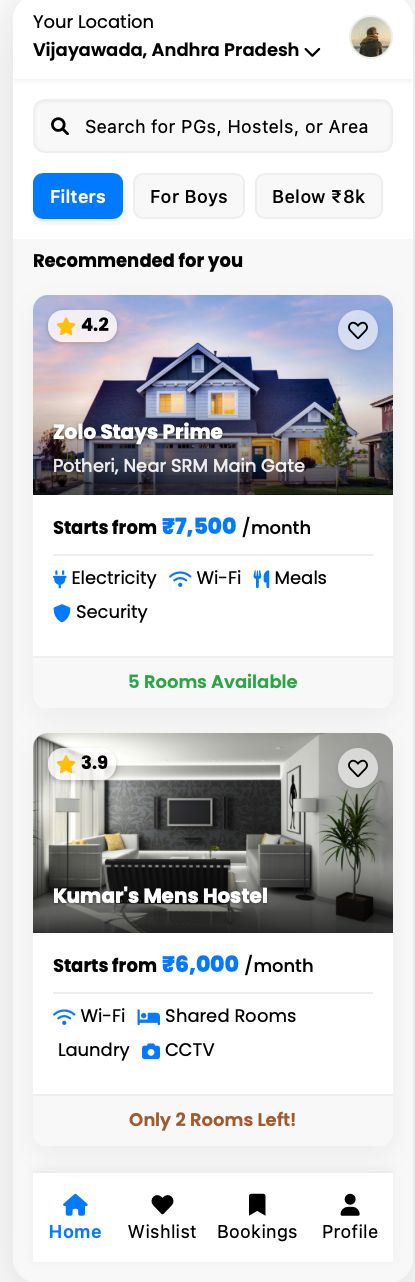 Your Location
Vijayawada, Andhra Pradesh
Search for PGs, Hostels, or Area
Filters
For Boys
Below ₹8k
Recommended for you
4.2
Zolo Stays Prime
Potheri, Near SRM Main Gate
Starts from ₹7,500 /month
Electricity Wi-Fi Meals
Security
5 Rooms Available
3.9
Kumar's Mens Hostel
Starts from ₹6,000 /month
Wi-Fi Shared Rooms
Laundry CCTV
Only 2 Rooms Left!
Home Wishlist Bookings Profile